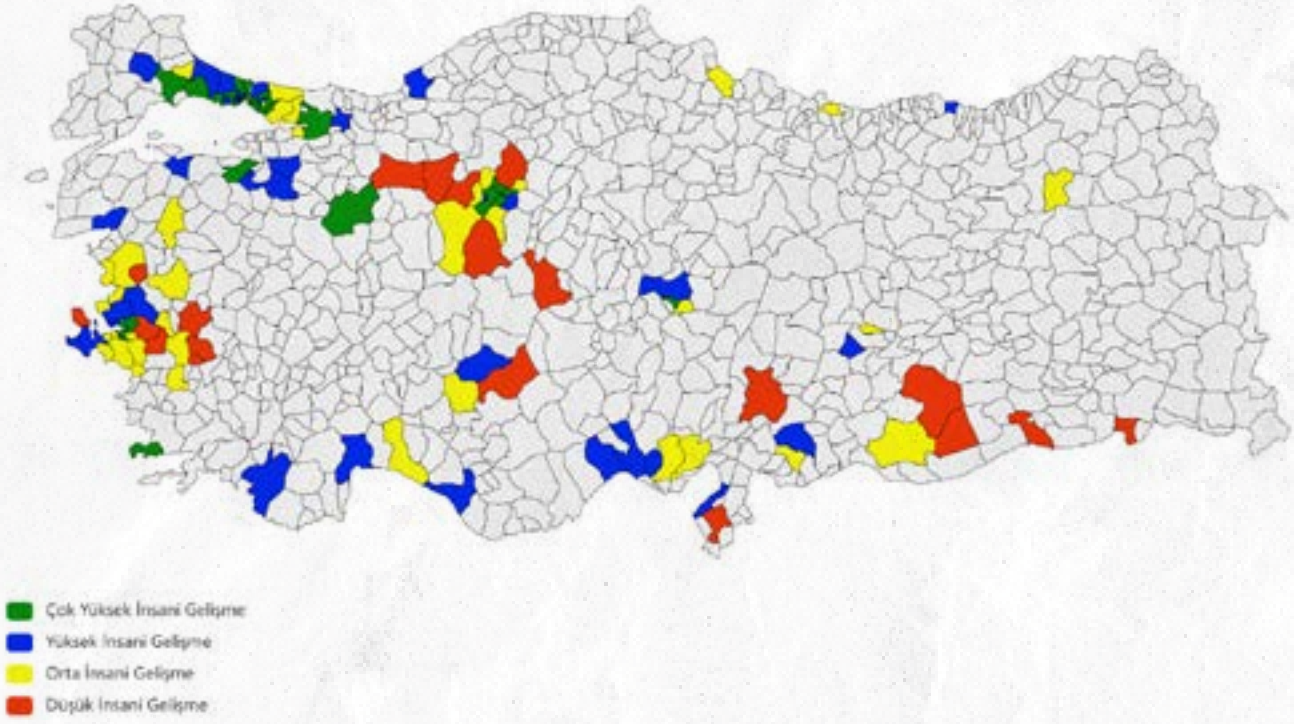 Çok Yüksek İnsani Gelişme
Yüksek İnsani Gelişme
Orta İnsani Gelişme
Düşük İnsani Gelişme